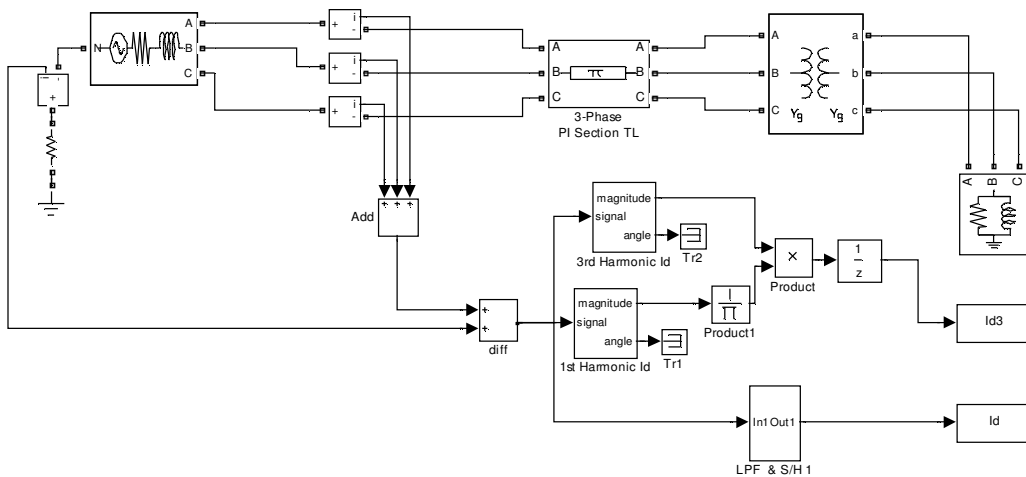 N
A
B
C
i
+
-
i
+
-
i
+
-
A
B
C
π
A
B
C
3-Phase
PI Section TL
A
B
C
Yg
Yg
a
b
c
A
B
C
+
Add
+
+
+
magnitude
signal
angle
3rd Harmonic Id
Tr2
×
Product
1
z
magnitude
signal
angle
1st Harmonic Id
Tr1
Product1
+
+
diff
Id3
In1
Out1
LPF & S/H 1
Id